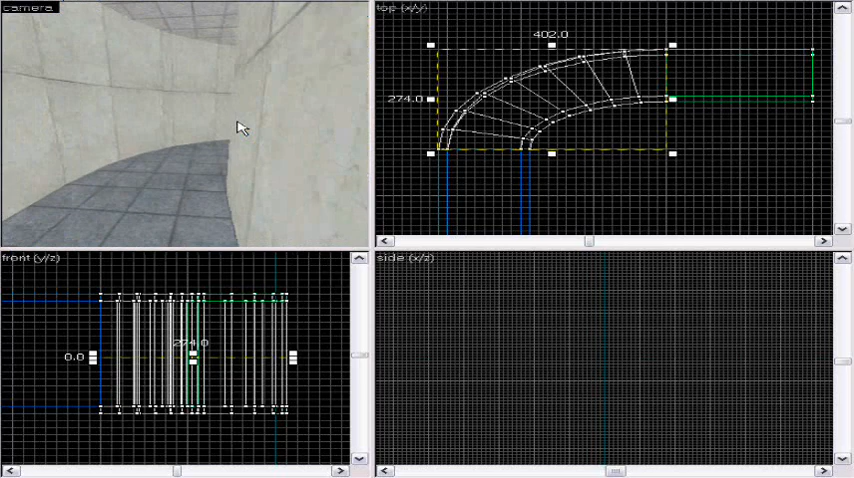 camera
top (x/y)
402.0
274.0
front (y/z)
274.0
0.0
side (x/z)